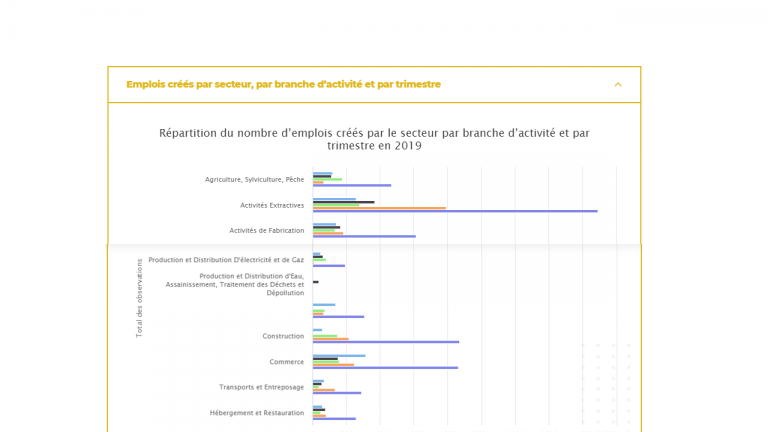 Emplois créés par secteur, par branche d'activité et par trimestre
Répartition du nombre d'emplois créés par le secteur par branche d'activité et par
trimestre en 2019
Agriculture, Sylviculture, Pêche
Activités Extractives
Activités de Fabrication
Total des observations
Production et Distribution D'électricité et de Gaz
Production et Distribution d'Eau,
Assainissement, Traitement des Déchets et
Dépollution
Construction
Commerce
Transports et Entreposage
Hébergement et Restauration